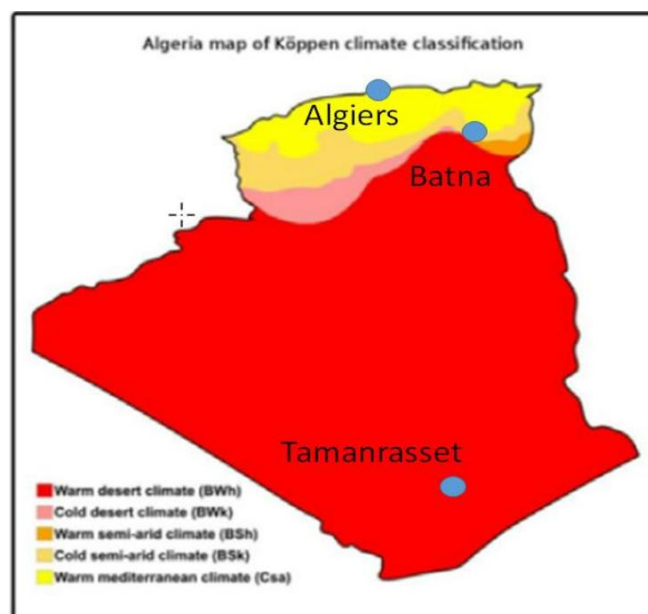 Algeria map of Köppen climate classification
Algiers
Batna
Tamanrasset
Warm desert climate (BWh)
Cold desert climate (BWk)
Warm semi-arid climate (BSh)
Cold semi-arid climate (BSk)
Warm mediterranean climate (Csa)